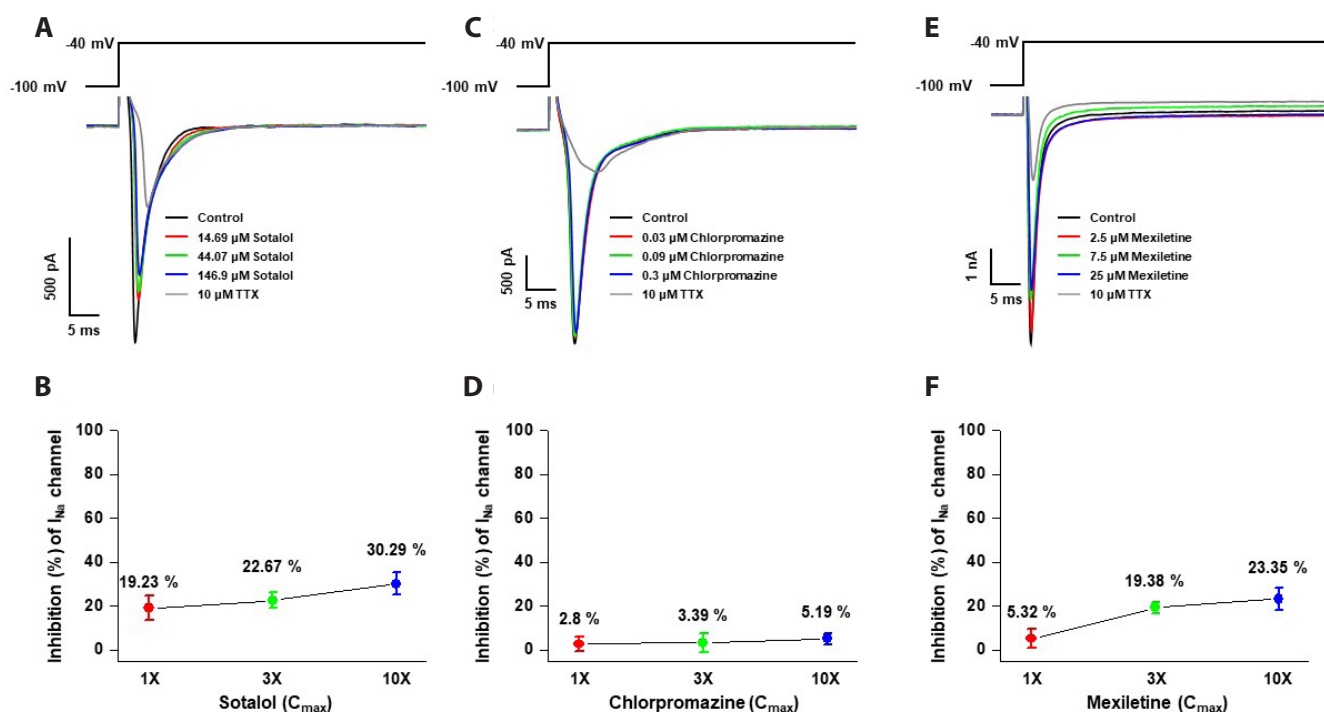 A
-40 mV
-100 mV
Control
14.69 µM Sotalol
44.07 µM Sotalol
146.9 µM Sotalol
10 µM TTX
500 pA
5 ms
C
-40 mV
-100 mV
Control
0.03 µM Chlorpromazine
0.09 µM Chlorpromazine
0.3 µM Chlorpromazine
10 µM TTX
500 pA
5 ms
E
-40 mV
-100 mV
Control
2.5 µM Mexiletine
7.5 µM Mexiletine
25 µM Mexiletine
10 µM TTX
1 nA
5 ms
B
Inhibition (%) of INa channel
100
80
60
40
20
0
19.23 %
22.67 %
30.29 %
1X 3X 10X
Sotalol (Cmax)
D
Inhibition (%) of INa channel
100
80
60
40
20
0
2.8 %
3.39 %
5.19 %
1X 3X 10X
Chlorpromazine (Cmax)
F
Inhibition (%) of INa channel
100
80
60
40
20
0
5.32 %
19.38 %
23.35 %
1X 3X 10X
Mexiletine (Cmax)